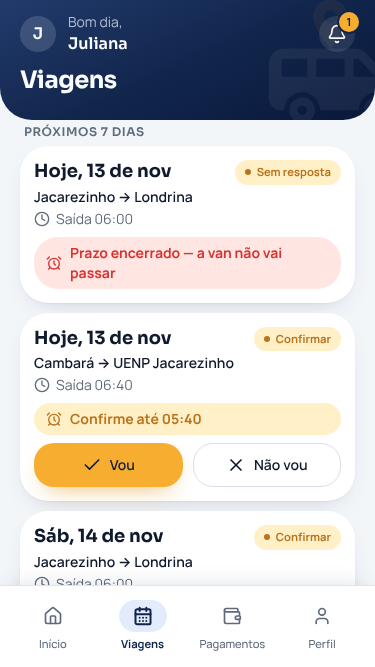 J
Bom dia,
Juliana
1
Viagens
PRÓXIMOS 7 DIAS
Hoje, 13 de nov
Sem resposta
Jacarezinho → Londrina
Saída 06:00
Prazo encerrado — a van não vai
passar
Hoje, 13 de nov
Confirmar
Cambará → UENP Jacarezinho
Saída 06:40
Confirme até 05:40
Vou
Não vou
Sáb, 14 de nov
Confirmar
Jacarezinho → Londrina
Saída 06:00
Início
Viagens
Pagamentos
Perfil